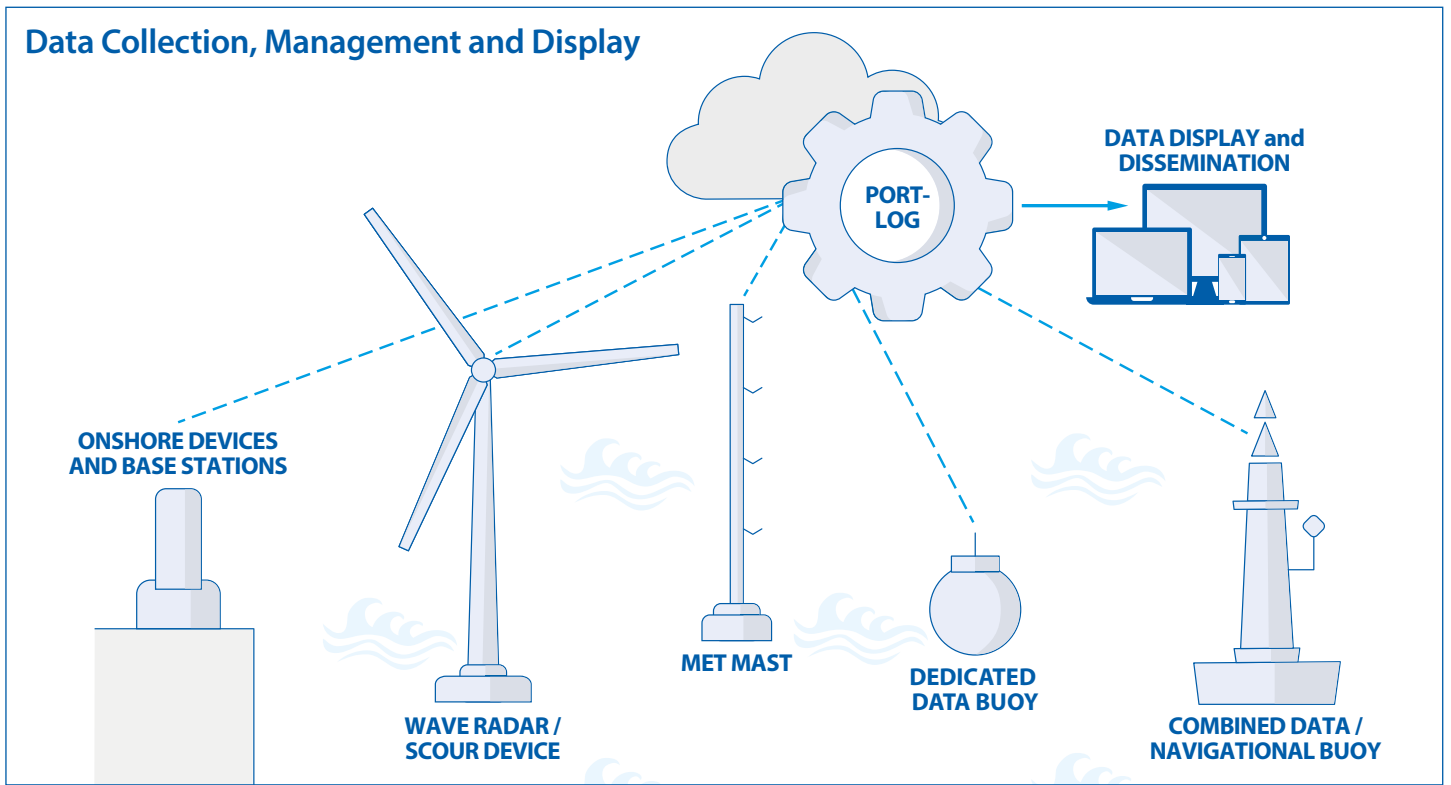 Data Collection, Management and Display
PORT-
LOG
DATA DISPLAY and
DISSEMINATION
ONSHORE DEVICES
AND BASE STATIONS
WAVE RADAR /
SCOUR DEVICE
MET MAST
DEDICATED
DATA BUOY
COMBINED DATA /
NAVIGATIONAL BUOY